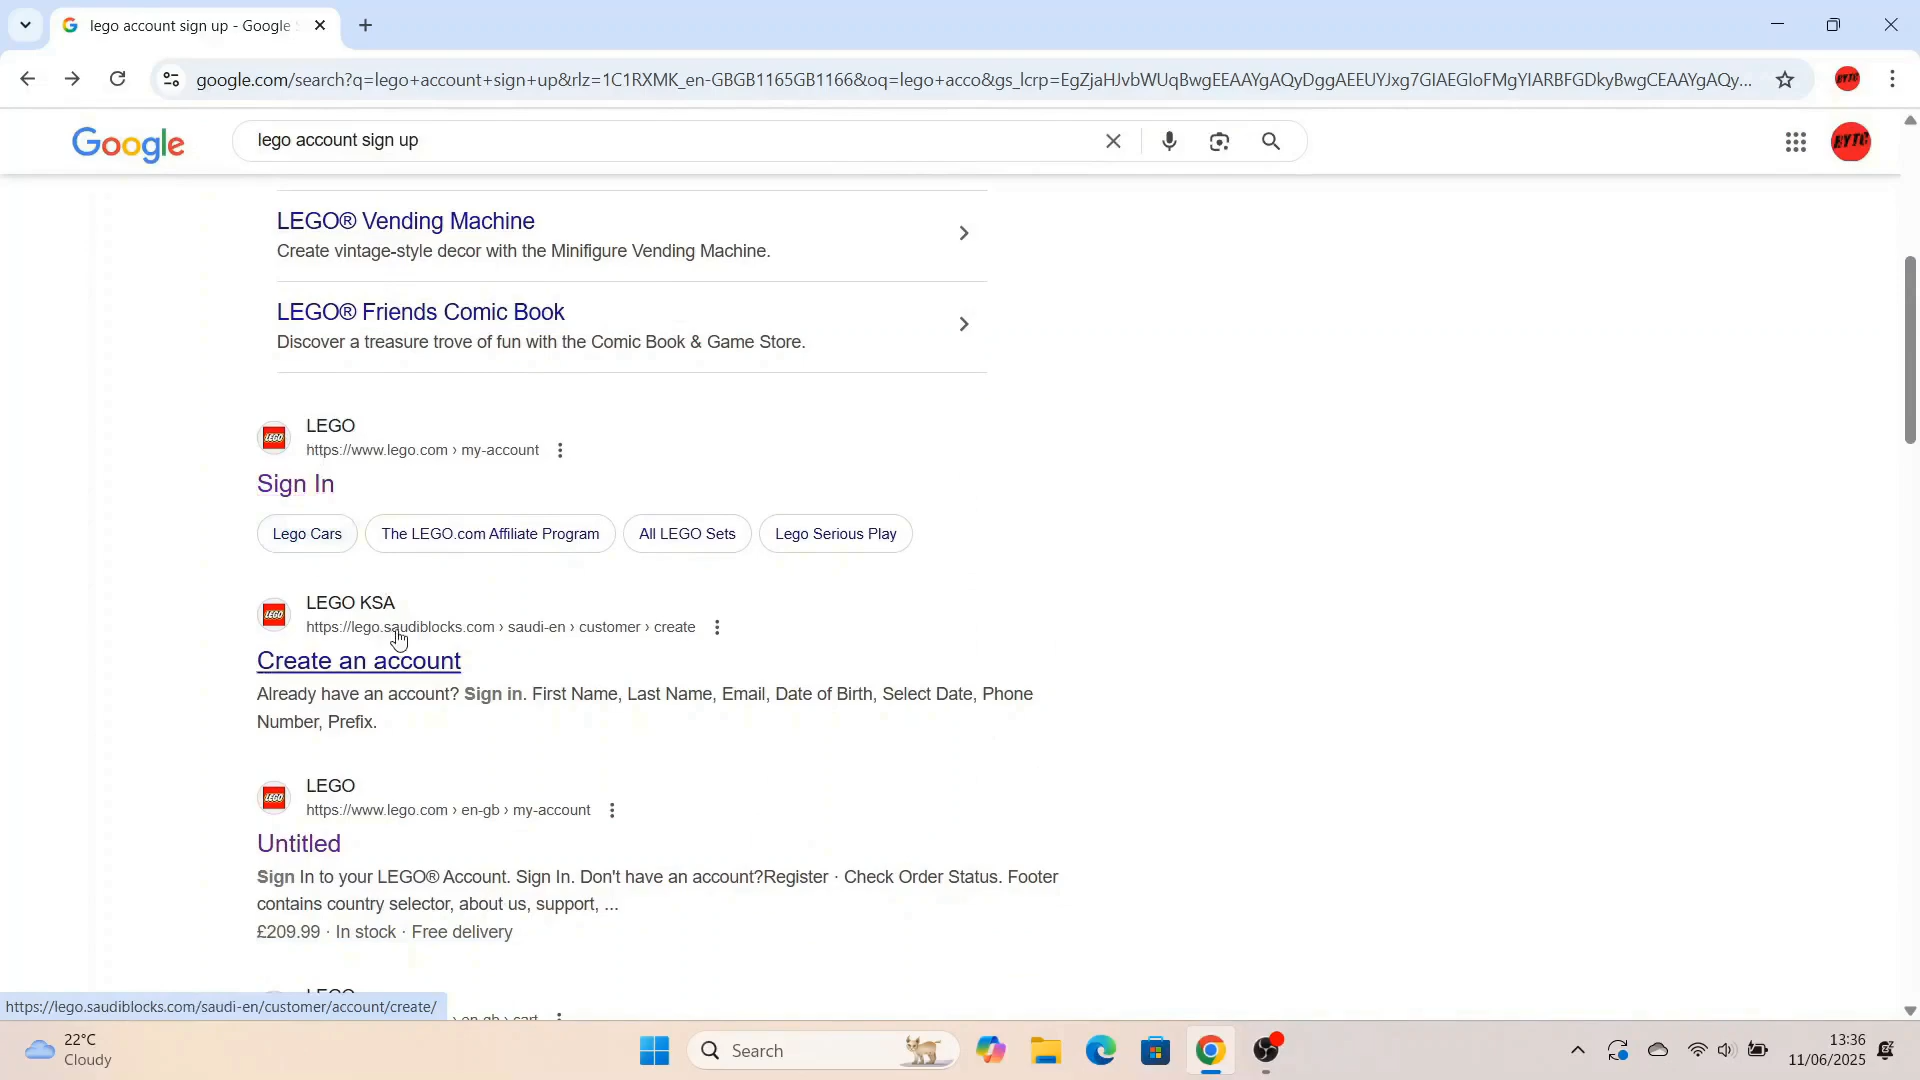 lego account sign up - Google
google.com/search?q=lego+account+sign+up&rlz=1C1RXMK_en-GBGB1165GB1166&oq=lego+acco&gs_lcrp=EgZjaHJvbWUqBwgEEAAYgAQyDggAEEUYJxg7GIAEGIoFMgYIARBFGDkyBwgCEAAYgAQy...
Google
lego account sign up
LEGO® Vending Machine
Create vintage-style decor with the Minifigure Vending Machine.
LEGO® Friends Comic Book
Discover a treasure trove of fun with the Comic Book & Game Store.
LEGO
https://www.lego.com › my-account
Sign In
Lego Cars
The LEGO.com Affiliate Program
All LEGO Sets
Lego Serious Play
LEGO KSA
https://lego.saudiblocks.com › saudi-en › customer › create
Create an account
Already have an account? Sign in. First Name, Last Name, Email, Date of Birth, Select Date, Phone
Number, Prefix.
LEGO
https://www.lego.com › en-gb › my-account
Untitled
Sign In to your LEGO® Account. Sign In. Don't have an account?Register · Check Order Status. Footer
contains country selector, about us, support, ...
£209.99 · In stock · Free delivery
LEGO
› en-gb › cart
https://lego.saudiblocks.com/saudi-en/customer/account/create/
22°C
Cloudy
Search
13:36
11/06/2025